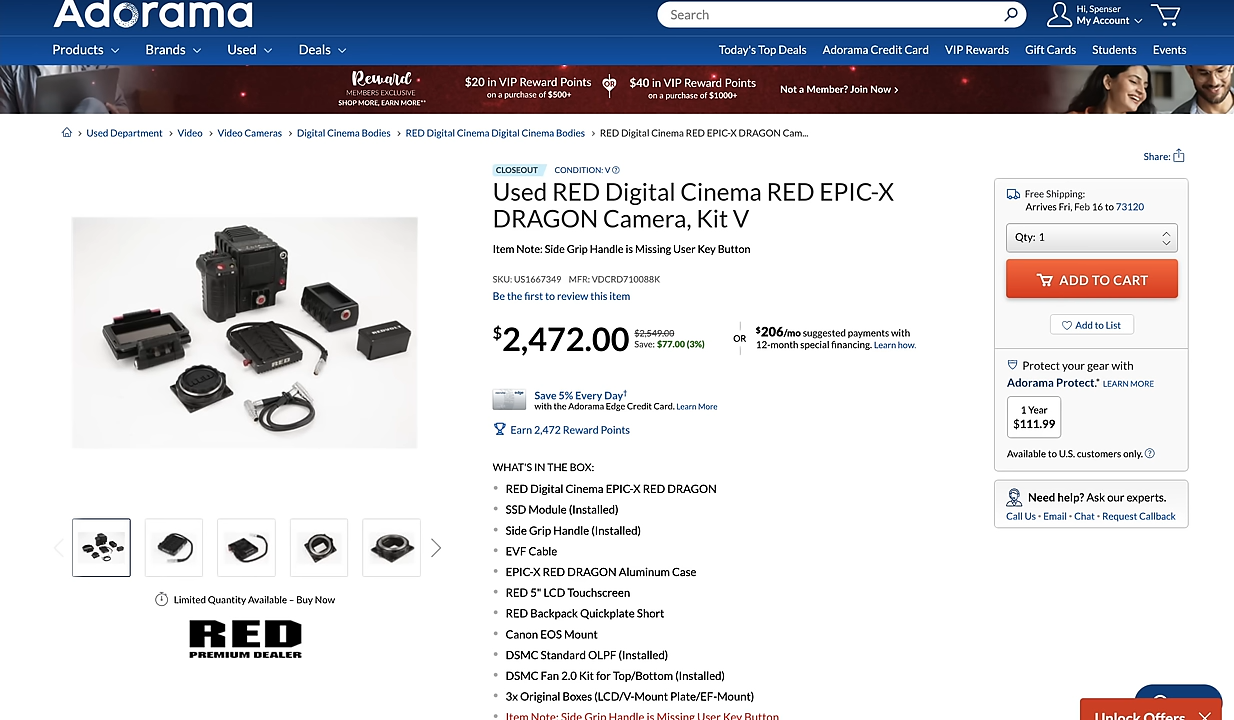 Adorama
Search
Hi, Spenser
My Account
Products
Brands
Used
Deals
Today's Top Deals
Adorama Credit Card
VIP Rewards
Gift Cards
Students
Events
Reward
MEMBERS EXCLUSIVE
SHOP MORE, EARN MORE**
$20 in VIP Reward Points
on a purchase of $500+
OR
$40 in VIP Reward Points
on a purchase of $1000+
Not a Member? Join Now >
> Used Department > Video > Video Cameras > Digital Cinema Bodies > RED Digital Cinema Digital Cinema Bodies > RED Digital Cinema RED EPIC-X DRAGON Cam...
Share:
CLOSEOUT
CONDITION: V
Used RED Digital Cinema RED EPIC-X
DRAGON Camera, Kit V
Item Note: Side Grip Handle is Missing User Key Button
SKU: US1667349 MFR: VDCRD710088K
Be the first to review this item
$2,472.00
$2,549.00
Save: $77.00 (3%)
OR
$206/mo suggested payments with
12-month special financing. Learn how.
Save 5% Every Day‡
with the Adorama Edge Credit Card. Learn More
Earn 2,472 Reward Points
WHAT'S IN THE BOX:
RED Digital Cinema EPIC-X RED DRAGON
SSD Module (Installed)
Side Grip Handle (Installed)
EVF Cable
EPIC-X RED DRAGON Aluminum Case
RED 5" LCD Touchscreen
RED Backpack Quickplate Short
Canon EOS Mount
DSMC Standard OLPF (Installed)
DSMC Fan 2.0 Kit for Top/Bottom (Installed)
3x Original Boxes (LCD/V-Mount Plate/EF-Mount)
Item Note: Side Grip Handle is Missing User Key Button
RED
REDVOLT
Limited Quantity Available – Buy Now
RED
PREMIUM DEALER
Free Shipping:
Arrives Fri, Feb 16 to 73120
Qty: 1
ADD TO CART
Add to List
Protect your gear with
Adorama Protect.* LEARN MORE
1 Year
$111.99
Available to U.S. customers only.
Need help? Ask our experts.
Call Us - Email - Chat - Request Callback
Unlock Offers